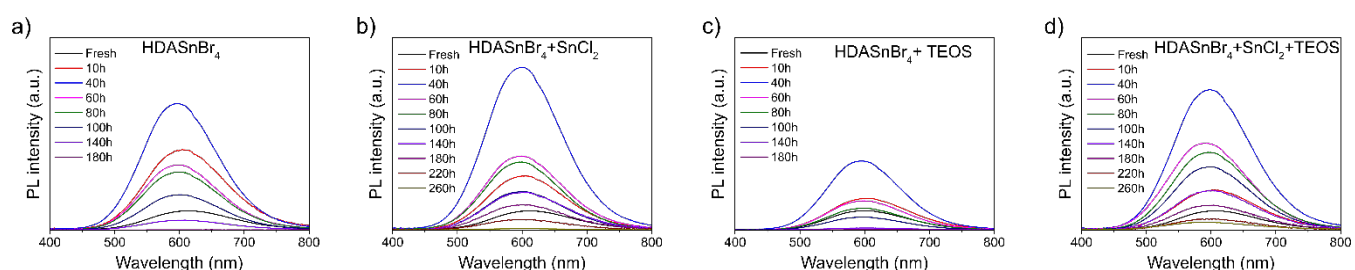 a)
HDASnBr₄
PL intensity (a.u.)
Fresh
10h
40h
60h
80h
100h
140h
180h
400 500 600 700 800
Wavelength (nm)
b)
HDASnBr₄+SnCl₂
PL intensity (a.u.)
Fresh
10h
40h
60h
80h
100h
140h
180h
220h
260h
400 500 600 700 800
Wavelength (nm)
c)
HDASnBr₄+ TEOS
PL intensity (a.u.)
Fresh
10h
40h
60h
80h
100h
140h
180h
400 500 600 700 800
Wavelength (nm)
d)
HDASnBr₄+SnCl₂+TEOS
PL intensity (a.u.)
Fresh
10h
40h
60h
80h
100h
140h
180h
220h
260h
400 500 600 700 800
Wavelength (nm)